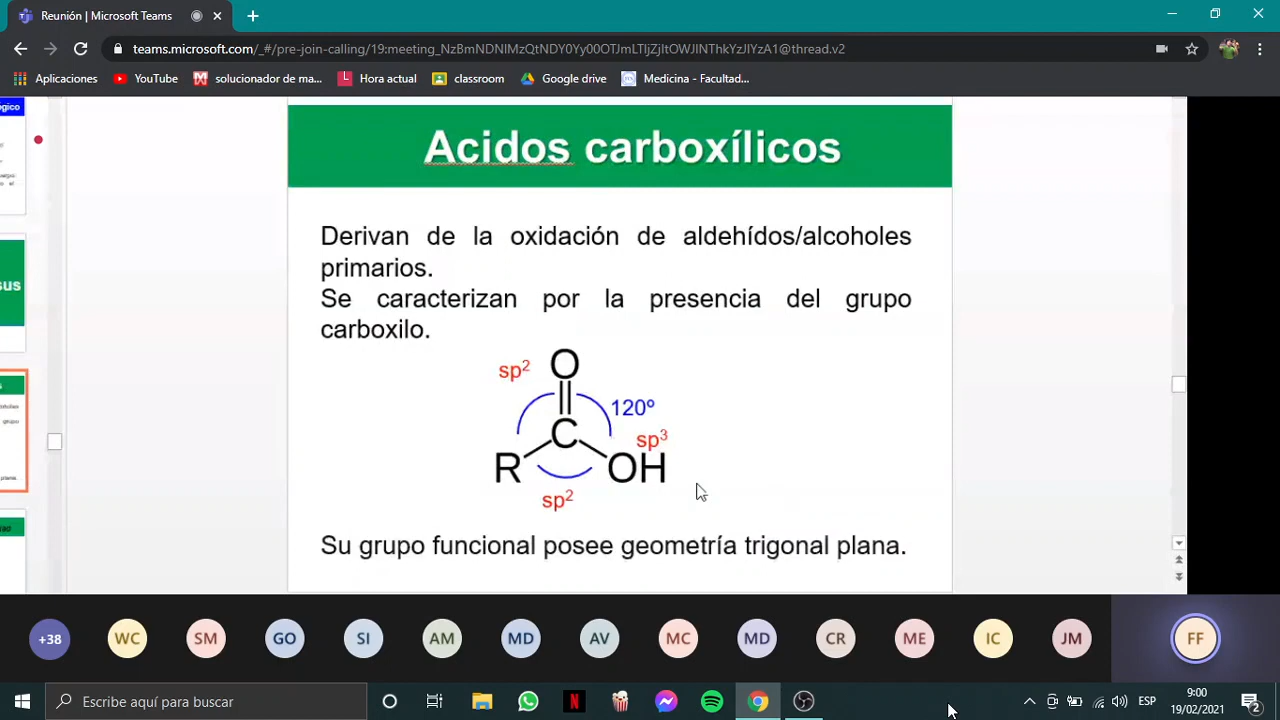 Reunión | Microsoft Teams
teams.microsoft.com/_#/pre-join-calling/19:meeting_NzBmNDNIMzQtNDY0Yy00OTJmLTljZjltOWJINThkYzJIYzA1@thread.v2
Aplicaciones YouTube solucionador de ma... Hora actual classroom Google drive Medicina - Facultad...
Acidos carboxílicos
Derivan de la oxidación de aldehídos/alcoholes
primarios.
Se caracterizan por la presencia del grupo
carboxilo.
sp² O
120º
C sp³
R OH
sp²
Su grupo funcional posee geometría trigonal plana.
+38 WC SM GO SI AM MD AV MC MD CR ME IC JM FF
Escribe aquí para buscar
ESP 9:00
19/02/2021 2